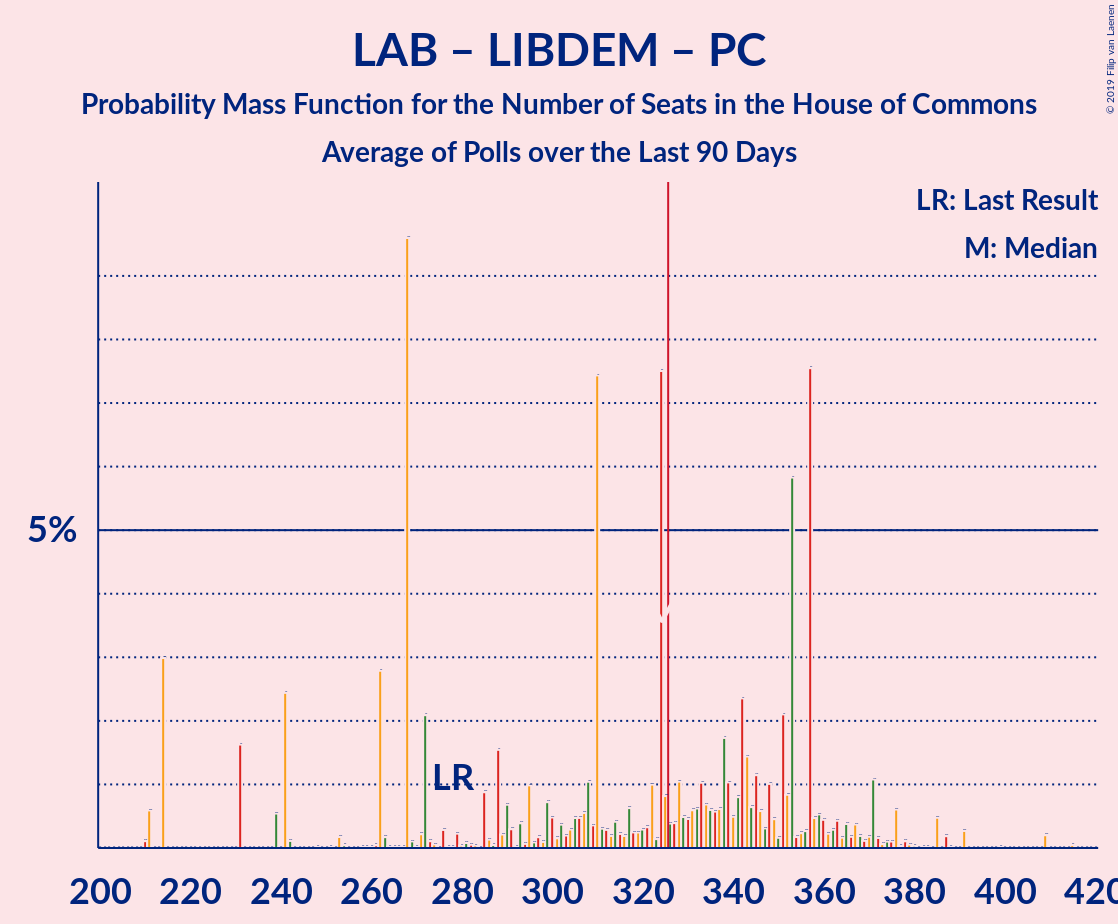 LAB – LIBDEM – PC
Probability Mass Function for the Number of Seats in the House of Commons
Average of Polls over the Last 90 Days
© 2019 Filip van Laenen
LR: Last Result
M: Median
5%
LR
200 220 240 260 280 300 320 340 360 380 400 420